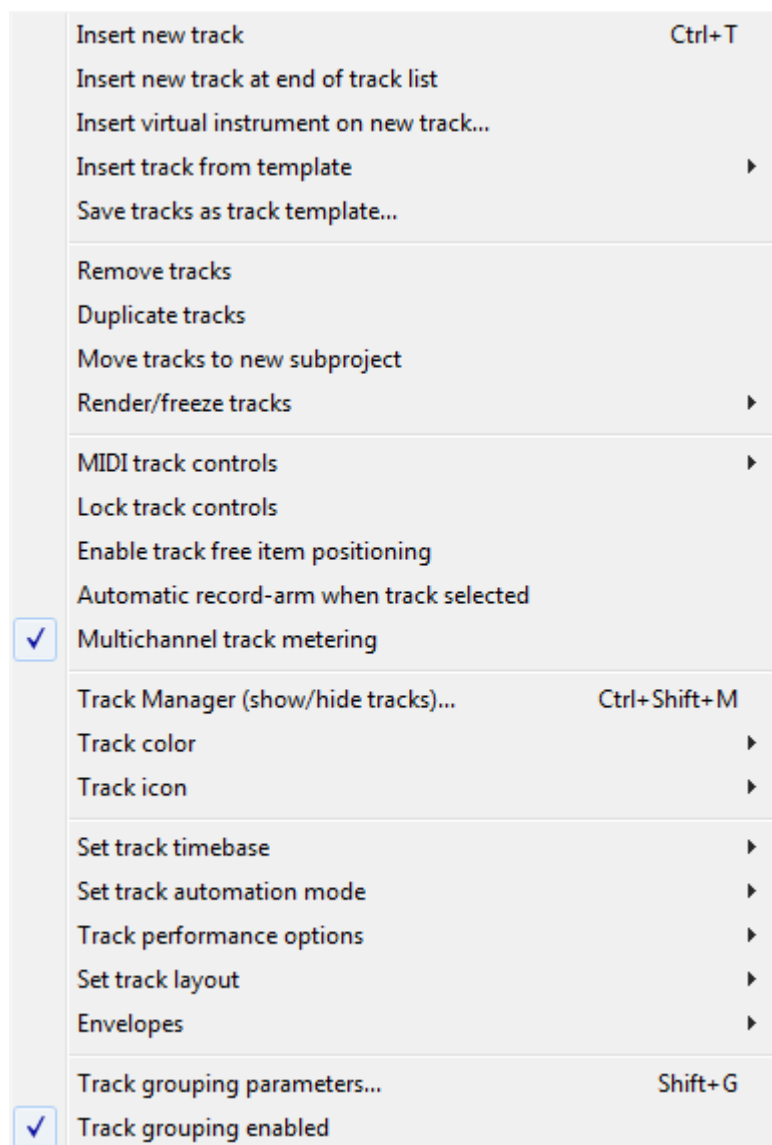 Insert new track Ctrl+T
Insert new track at end of track list
Insert virtual instrument on new track...
Insert track from template
Save tracks as track template...
Remove tracks
Duplicate tracks
Move tracks to new subproject
Render/freeze tracks
MIDI track controls
Lock track controls
Enable track free item positioning
Automatic record-arm when track selected
Multichannel track metering
Track Manager (show/hide tracks)... Ctrl+Shift+M
Track color
Track icon
Set track timebase
Set track automation mode
Track performance options
Set track layout
Envelopes
Track grouping parameters... Shift+G
Track grouping enabled